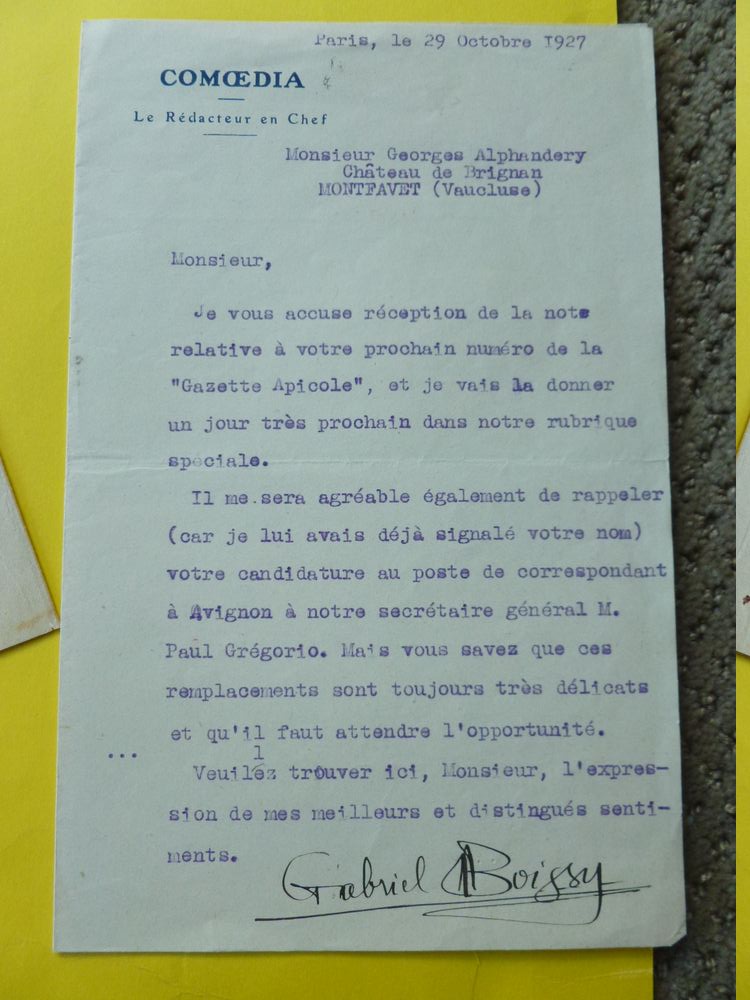 Paris, le 29 Octobre 1927
COMŒDIA
Le Rédacteur en Chef
Monsieur Georges Alphandery
Château de Brignan
MONTFAVET (Vaucluse)
Monsieur,
Je vous accuse réception de la note
relative à votre prochain numéro de la
"Gazette Apicole", et je vais la donner
un jour très prochain dans notre rubrique
spéciale.
Il me sera agréable également de rappeler
(car je lui avais déjà signalé votre nom)
votre candidature au poste de correspondant
à Avignon à notre secrétaire général M.
Paul Grégorio. Mais vous savez que ces
remplacements sont toujours très délicats
et qu'il faut attendre l'opportunité.
...
l
Veuilez trouver ici, Monsieur, l'expres-
sion de mes meilleurs et distingués senti-
ments.
Gabriel Boissy